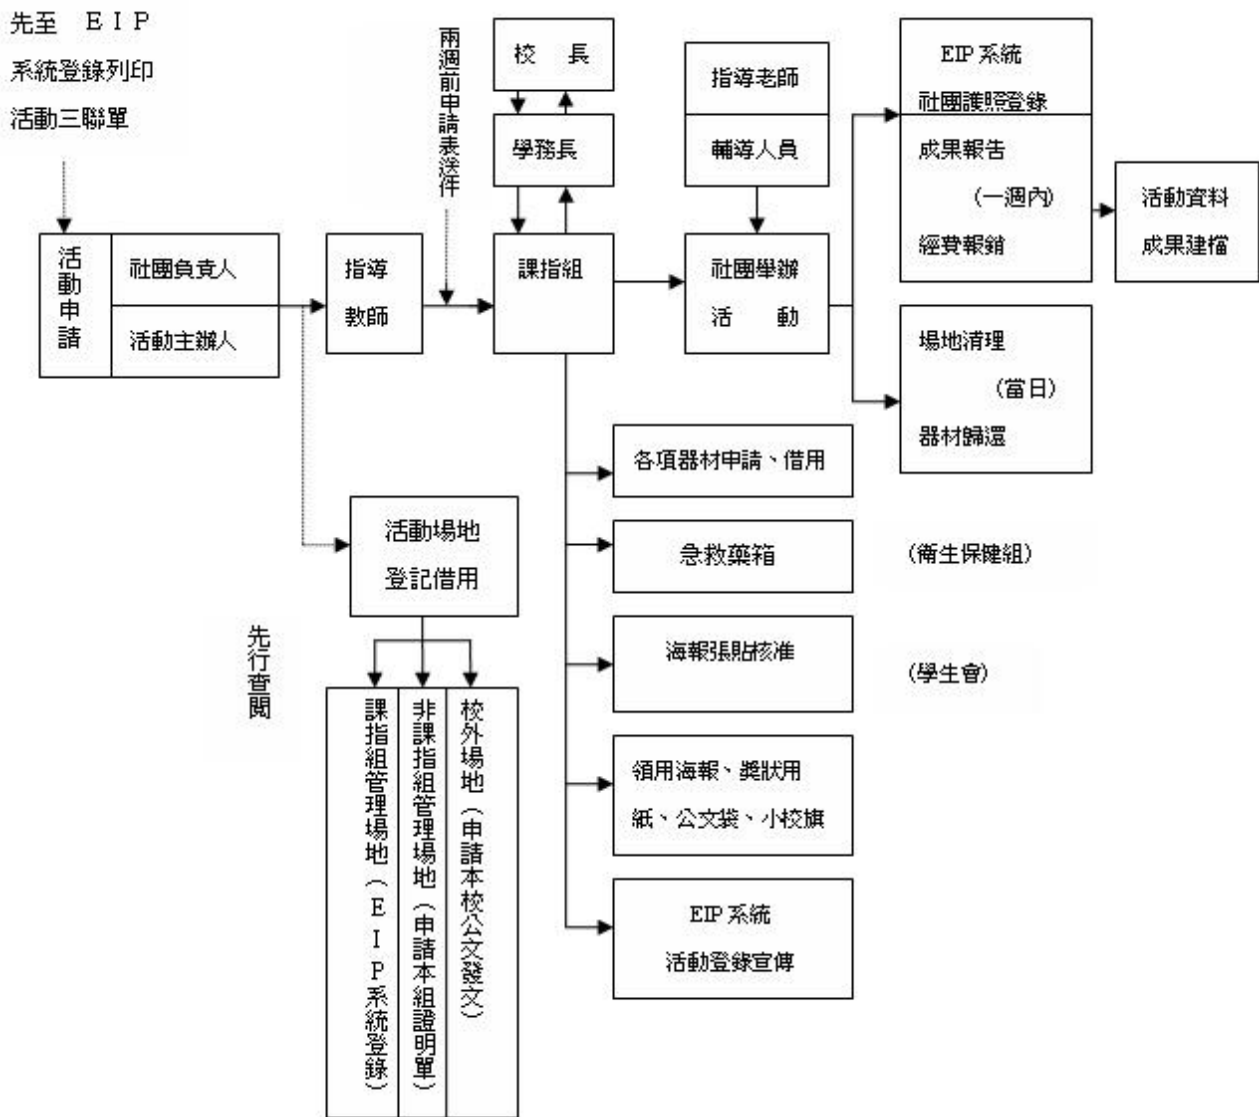 先至 EIP
系統登錄列印
活動三聯單
兩週前申請表送件
校 長
學務長
課指組
指導老師
輔導人員
EIP 系統
社團護照登錄
成果報告
(一週內)
經費報銷
活動資料
成果建檔
活動申請
社團負責人
活動主辦人
指導
教師
社團舉辦
活 動
場地清理
(當日)
器材歸還
活動場地
登記借用
先行查閱
課指組管理場地(EIP系統登錄)
非課指組管理場地(申請本組證明單)
校外場地(申請本校公文發文)
各項器材申請、借用
急救藥箱
(衛生保健組)
海報張貼核准
(學生會)
領用海報、獎狀用
紙、公文袋、小校旗
EIP 系統
活動登錄宣傳